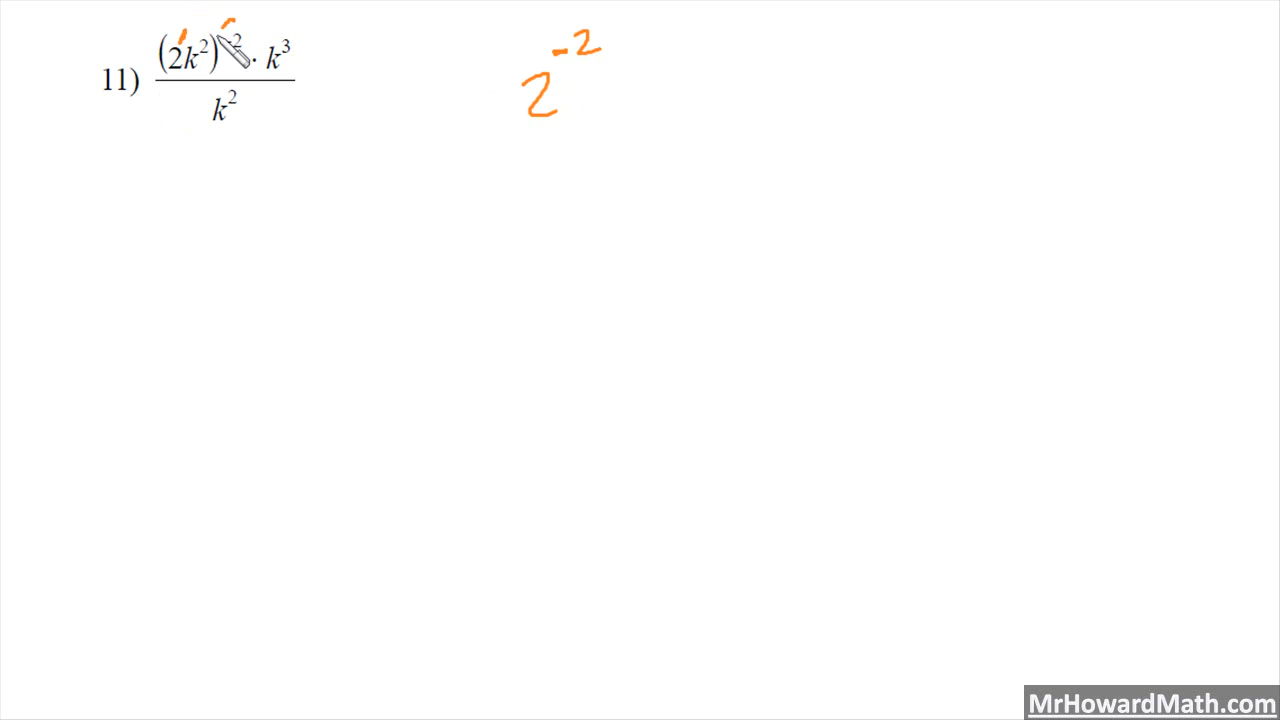 11) (2k²)⁻² · k³ / k²
2⁻²
MrHowardMath.com